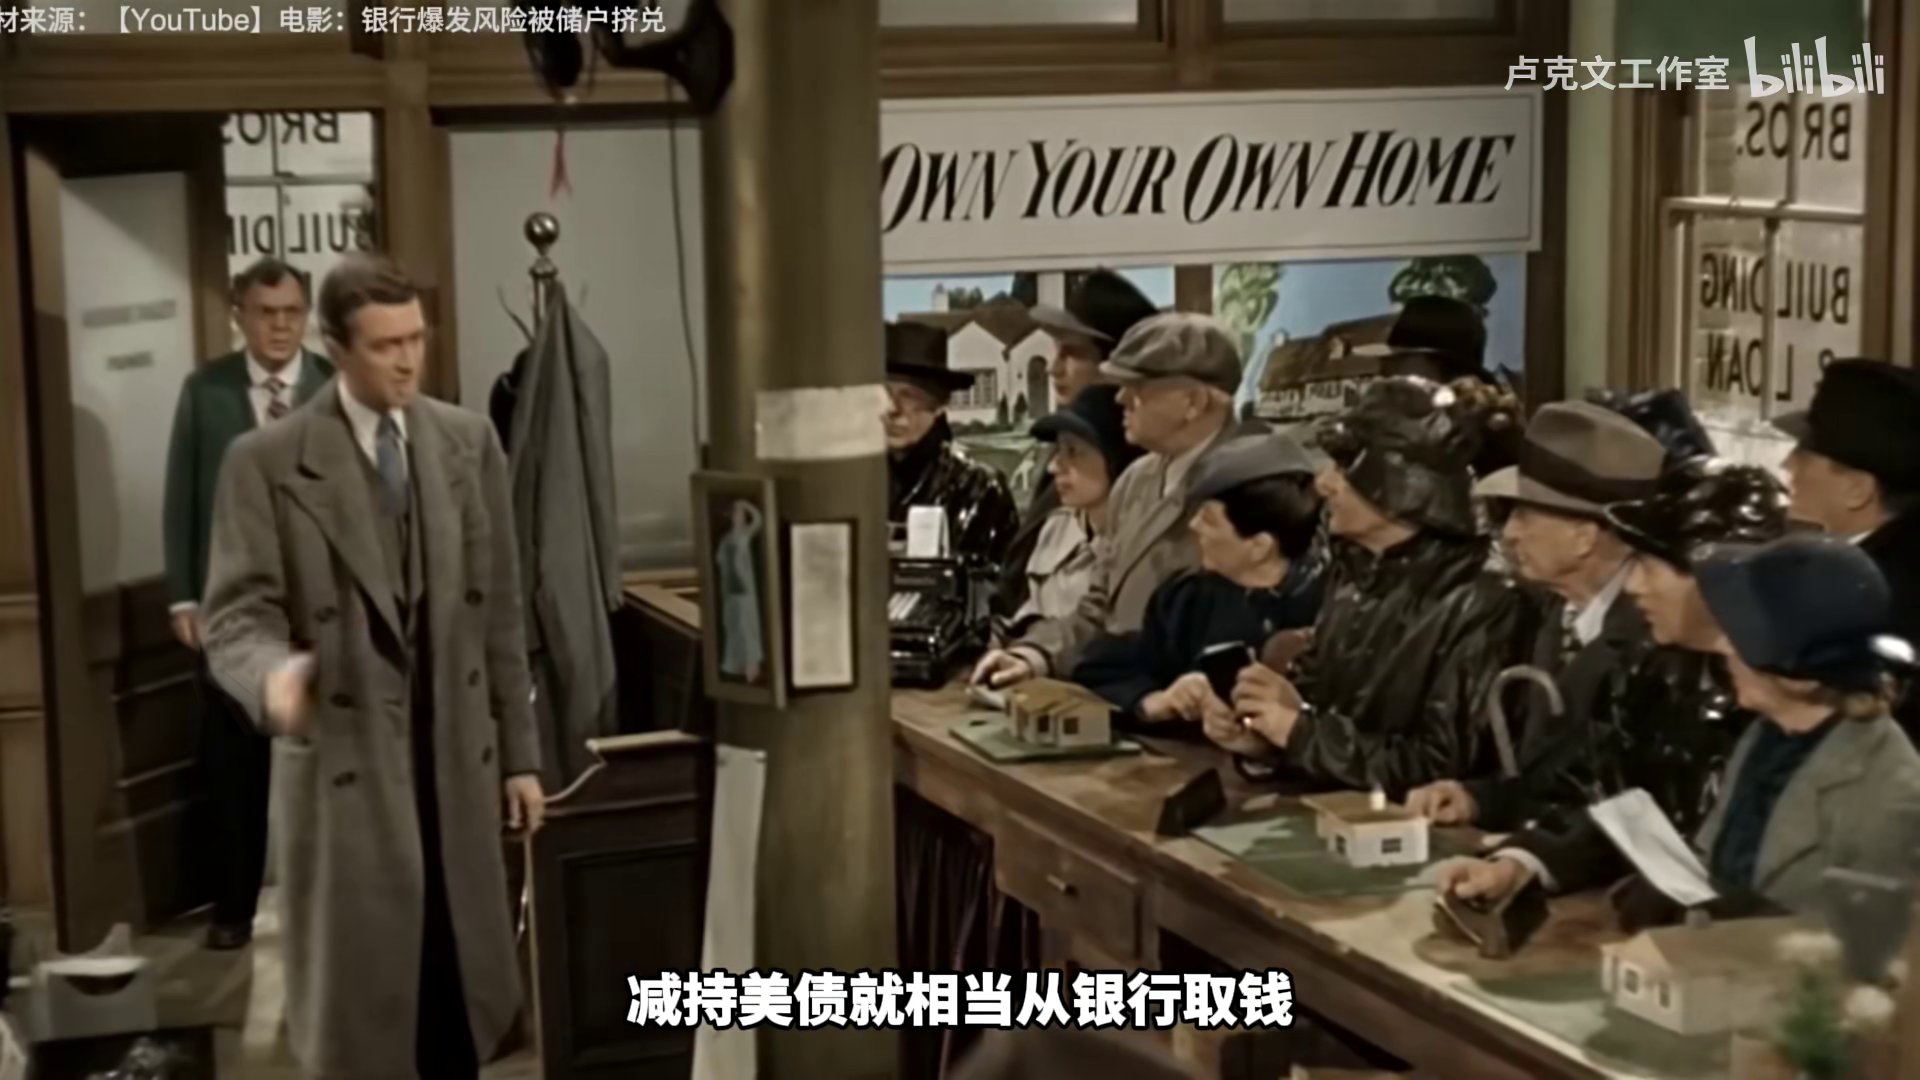 材来源：【YouTube】电影：银行爆发风险被储户挤兑
卢克文工作室 bilibili
BROS.
BUILDING
OWN YOUR OWN HOME
BROS.
BUILDING
& LOAN
减持美债就相当从银行取钱